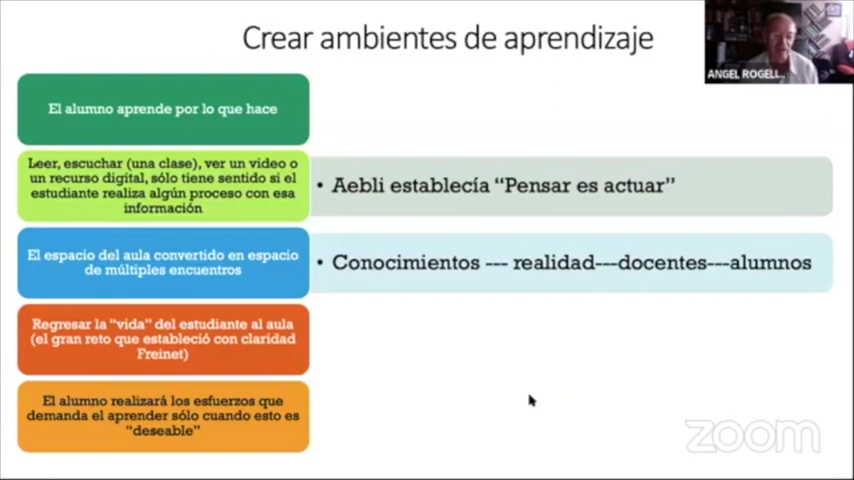 Crear ambientes de aprendizaje
ANGEL ROGELI...
El alumno aprende por lo que hace
Leer, escuchar (una clase), ver un video o
un recurso digital, sólo tiene sentido si el
estudiante realiza algún proceso con esa
información
• Aebli establecía “Pensar es actuar”
El espacio del aula convertido en espacio
de múltiples encuentros
• Conocimientos --- realidad---docentes---alumnos
Regresar la “vida” del estudiante al aula
(el gran reto que estableció con claridad
Freinet)
El alumno realizará los esfuerzos que
demanda el aprender sólo cuando esto es
“deseable”
zoom